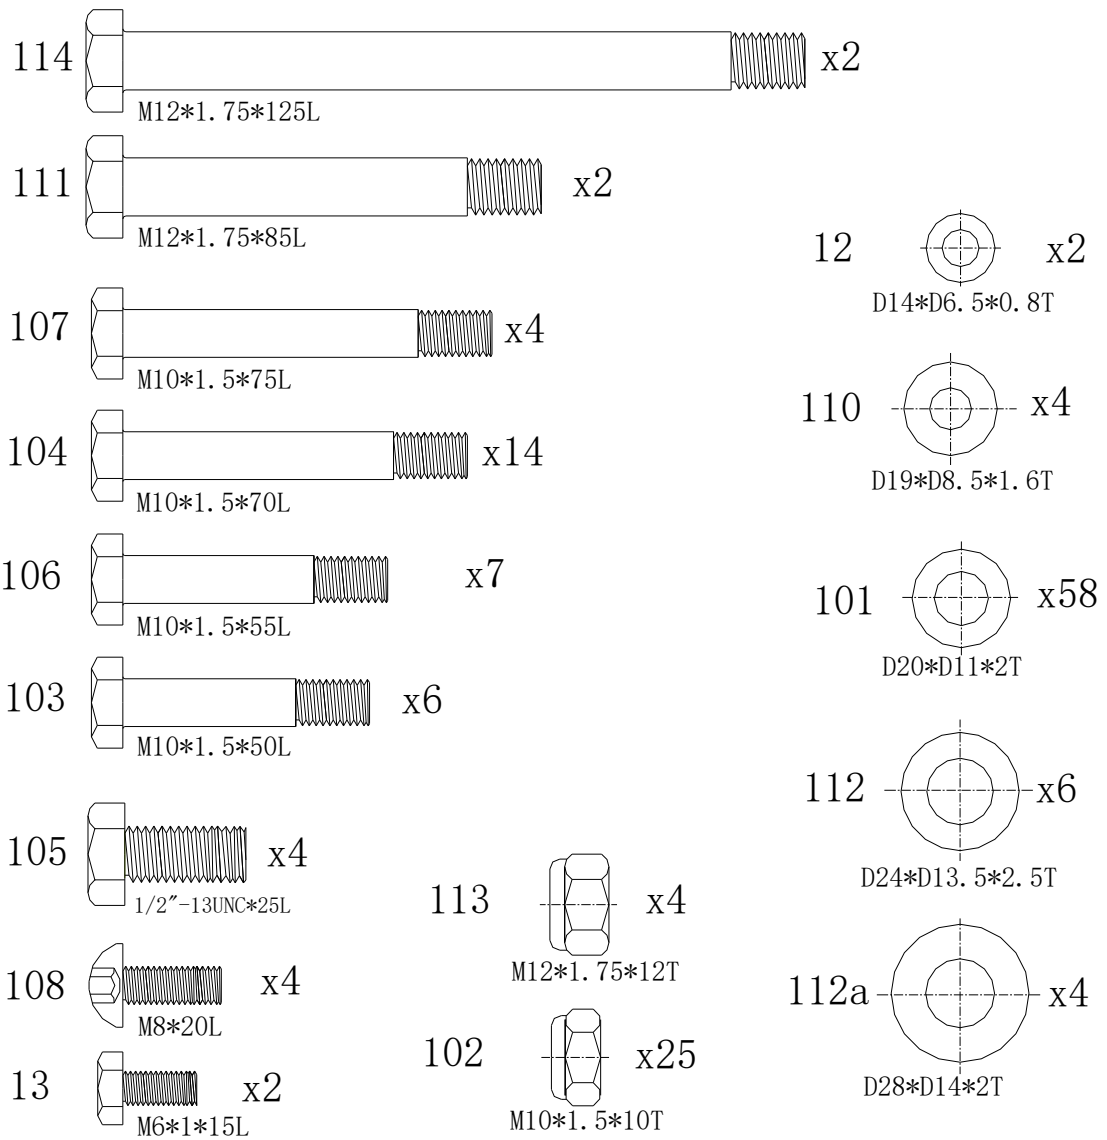 114 x2
M12*1.75*125L
111 x2
M12*1.75*85L
107 x4
M10*1.5*75L
104 x14
M10*1.5*70L
106 x7
M10*1.5*55L
103 x6
M10*1.5*50L
105 x4
1/2"-13UNC*25L
108 x4
M8*20L
13 x2
M6*1*15L
113 x4
M12*1.75*12T
102 x25
M10*1.5*10T
12 x2
D14*D6.5*0.8T
110 x4
D19*D8.5*1.6T
101 x58
D20*D11*2T
112 x6
D24*D13.5*2.5T
112a x4
D28*D14*2T